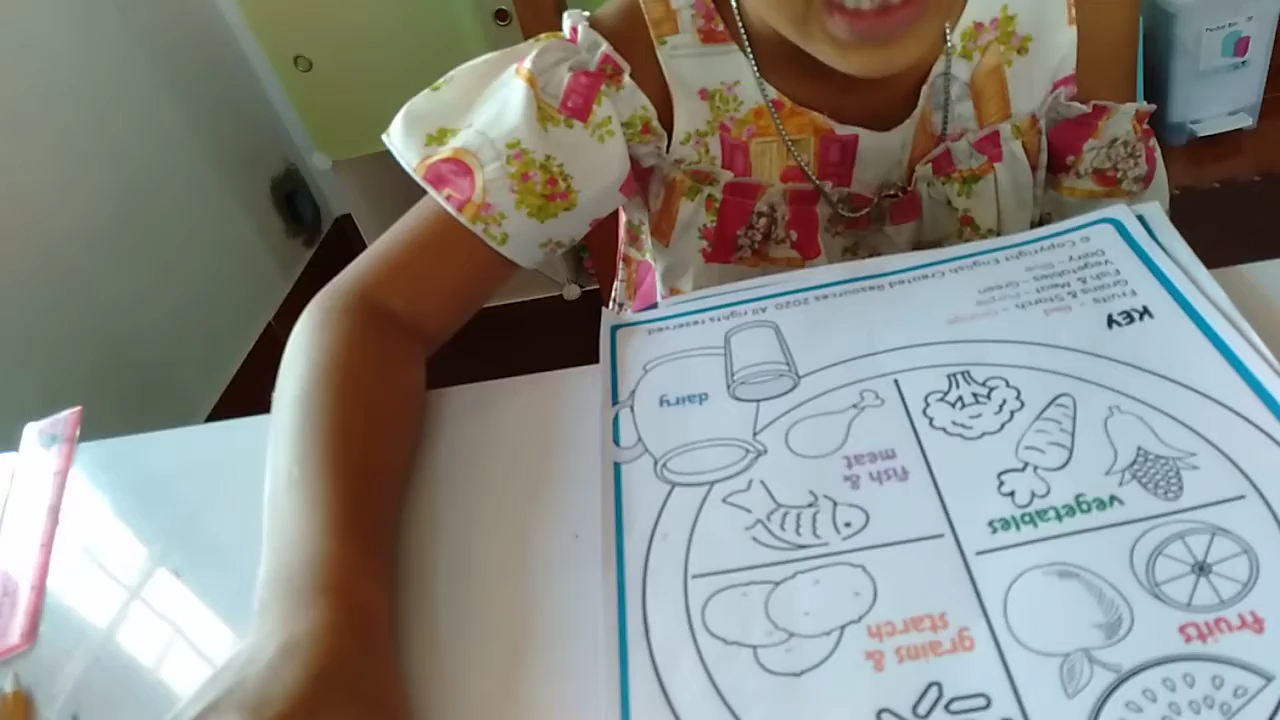 KEY
Fruits - Red
Grains & Starch - Orange
Fish & Meat - Purple
Vegetables - Green
Dairy - Blue
© Copyright English Created Resources 2020 All rights reserved.
fruits
grains &
starch
vegetables
fish &
meat
dairy